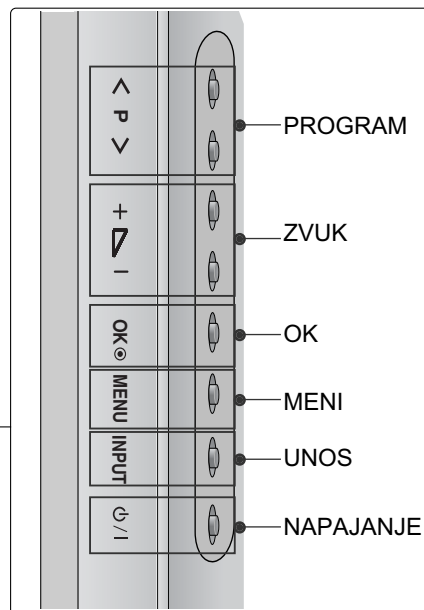 < P >
PROGRAM
+ -
ZVUK
OK
OK
MENU
MENI
INPUT
UNOS
⏻/I
NAPAJANJE